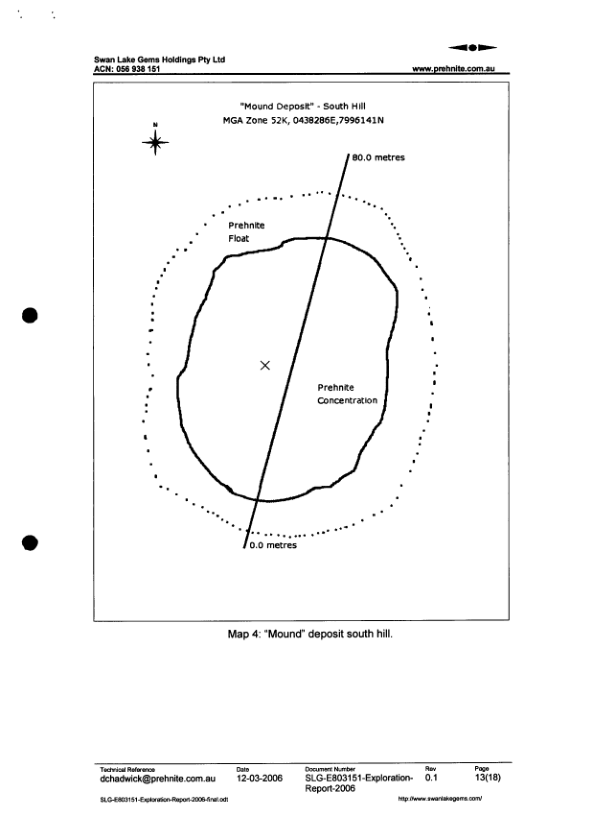 Swan Lake Gems Holdings Pty Ltd
ACN: 056 938 151 www.prehnite.com.au
"Mound Deposit" - South Hill
MGA Zone 52K, 0438286E,7996141N
N
80.0 metres
Prehnite
Float
Prehnite
Concentration
0.0 metres
Map 4: "Mound" deposit south hill.
Technical Reference Date Document Number Rev Page
dchadwick@prehnite.com.au 12-03-2006 SLG-E803151-Exploration- 0.1 13(18)
Report-2006
SLG-E803151-Exploration-Report-2006-final.odt http://www.swanlakegems.com/